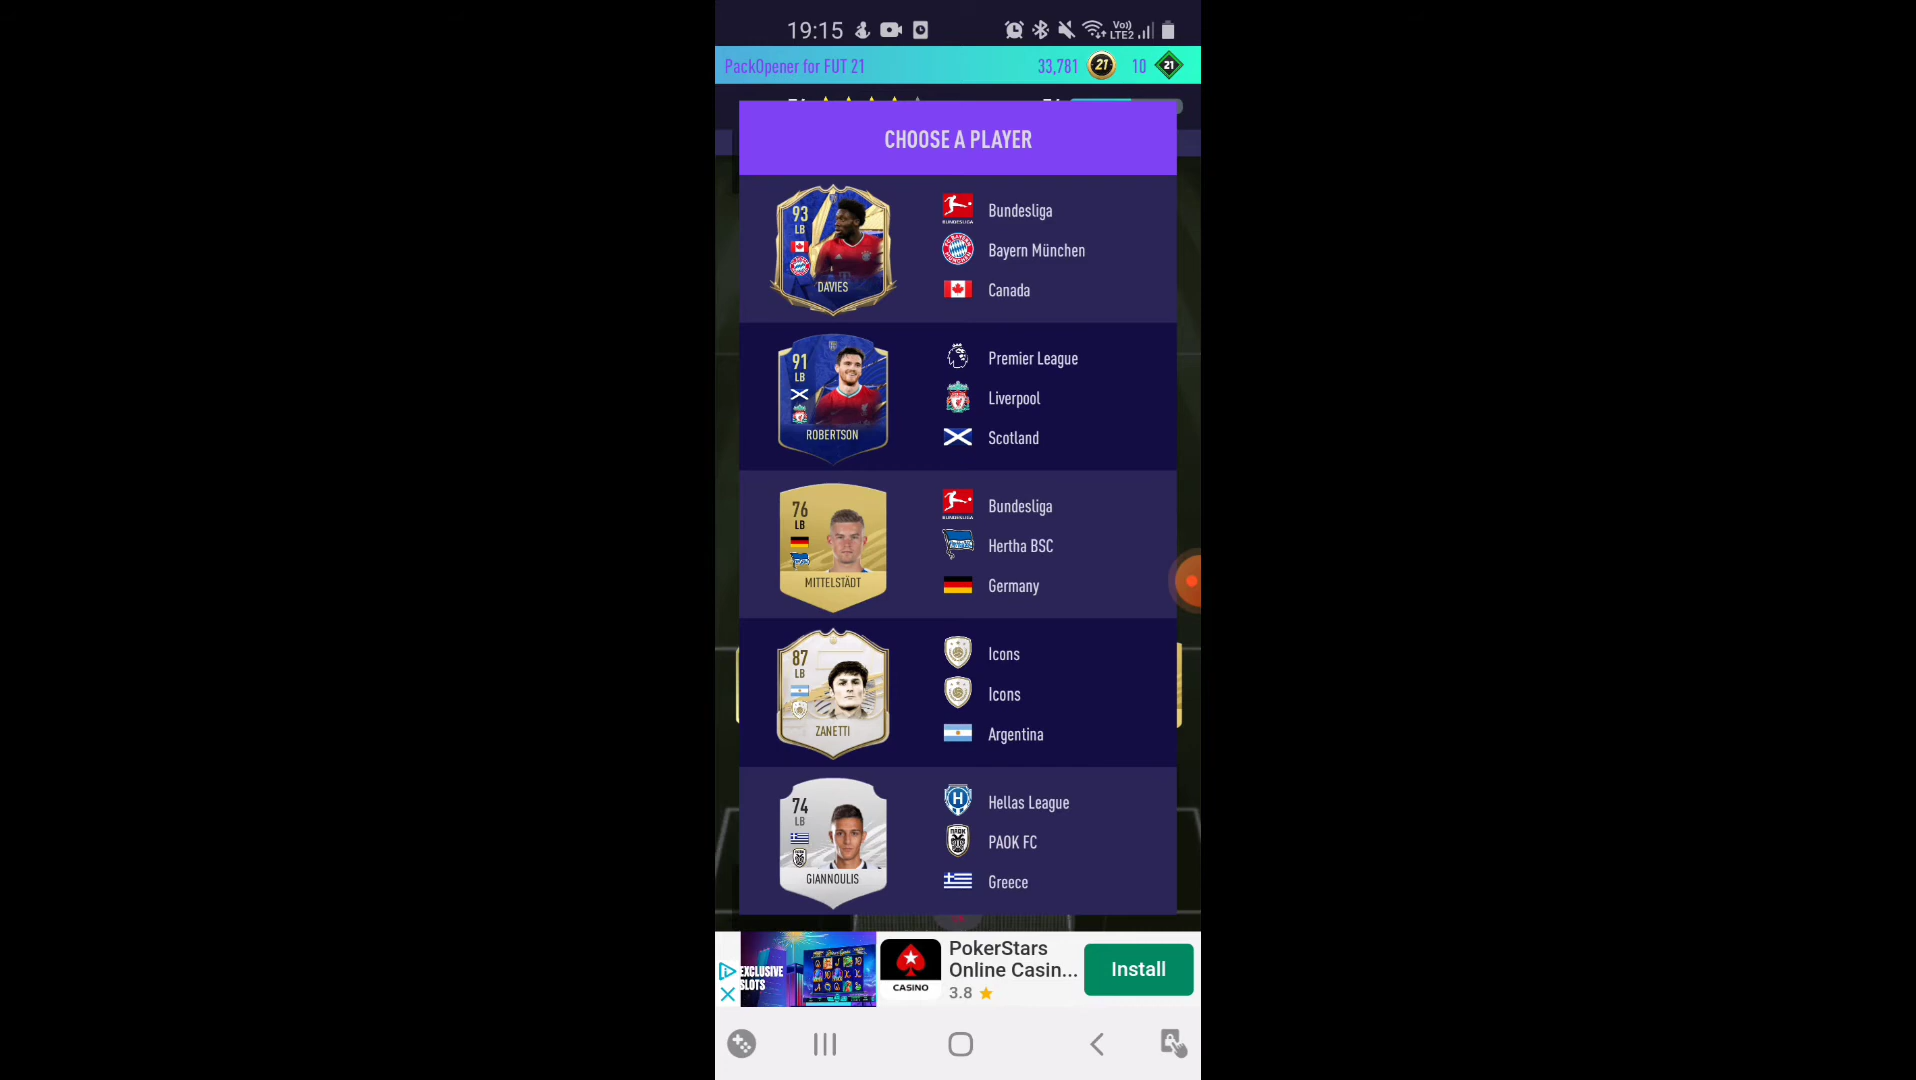 19:15
Vo))
LTE2
PackOpener for FUT 21
33,781
21
10
21
CHOOSE A PLAYER
93
LB
DAVIES
Bundesliga
Bayern München
Canada
91
LB
ROBERTSON
Premier League
Liverpool
Scotland
76
LB
MITTELSTÄDT
Bundesliga
Hertha BSC
Germany
87
LB
ZANETTI
Icons
Icons
Argentina
74
LB
GIANNOULIS
Hellas League
PAOK FC
Greece
EXCLUSIVE
SLOTS
CASINO
PokerStars
Online Casin...
3.8
Install